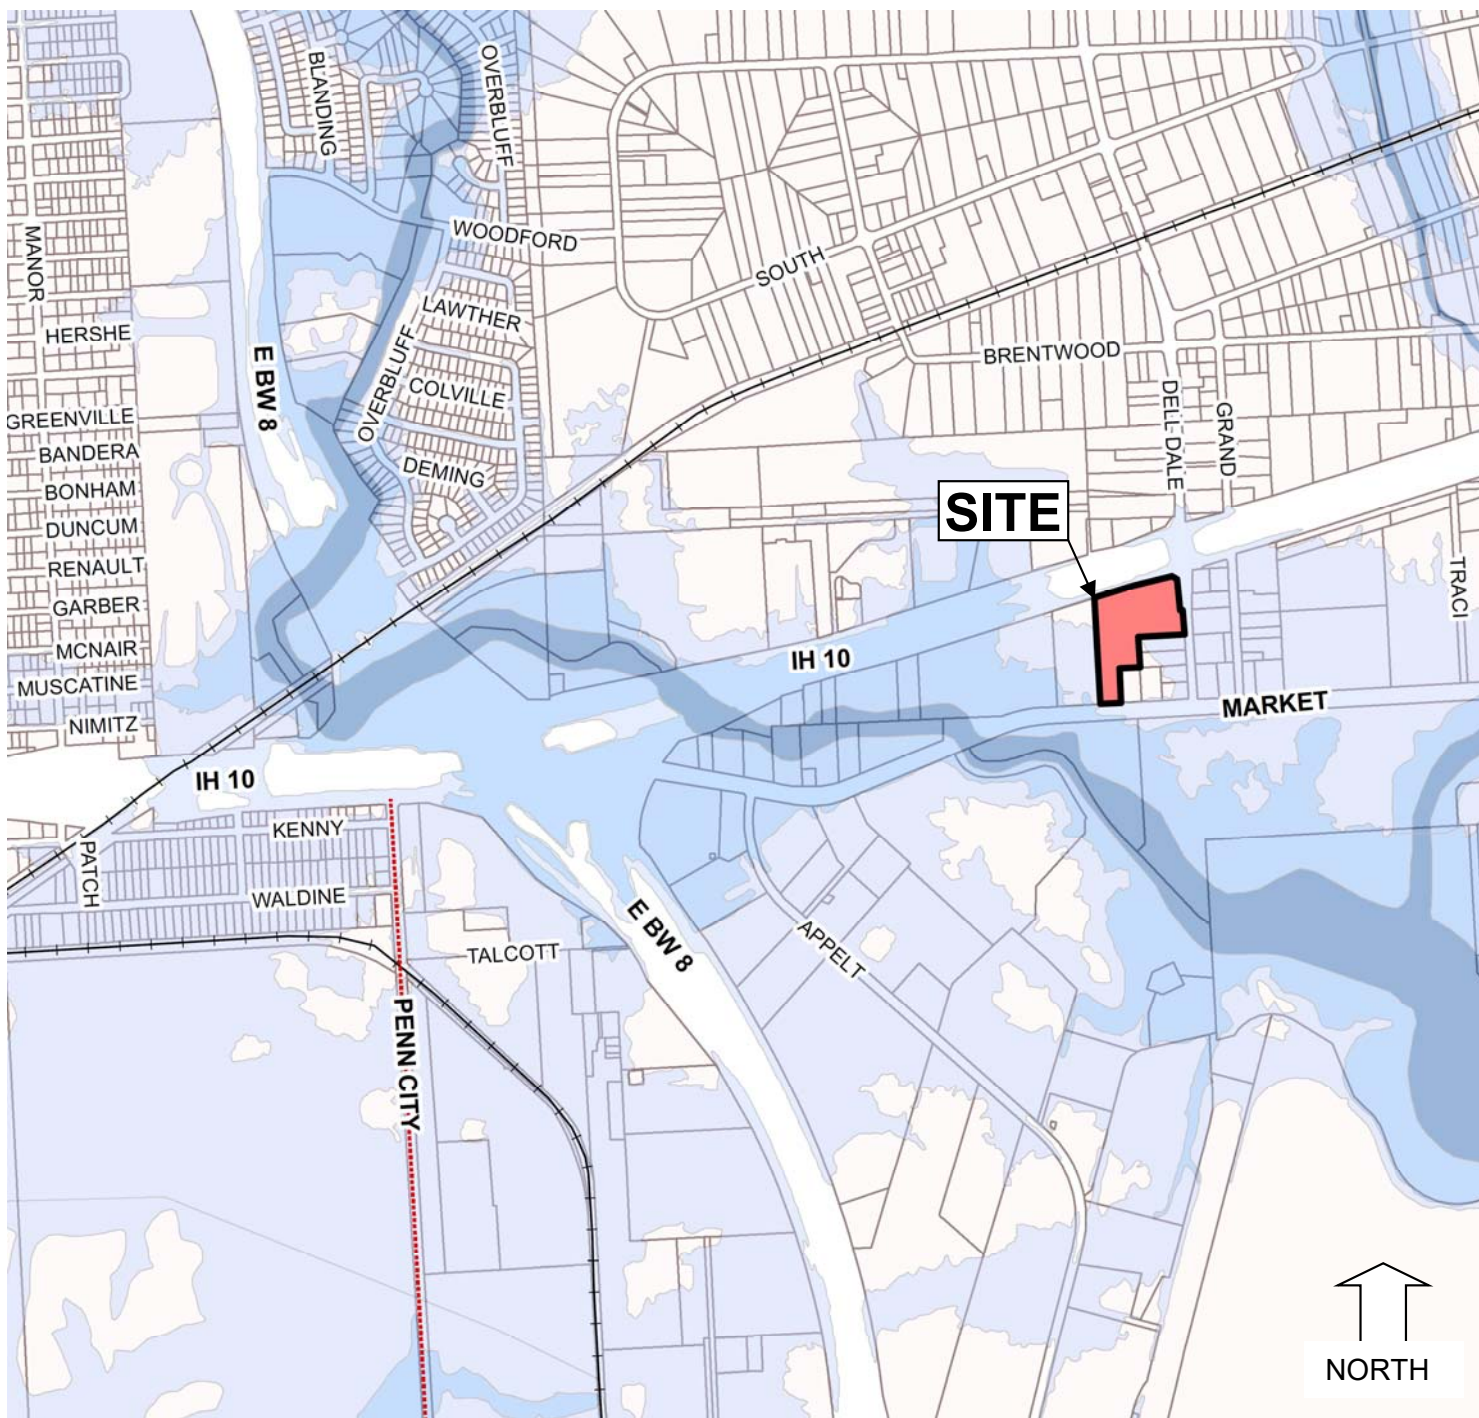 BLANDING
OVERBLUFF
MANOR
WOODFORD
SOUTH
HERSHE
LAWTHER
E BW 8
OVERBLUFF
BRENTWOOD
COLVILLE
DELL DALE
GRAND
GREENVILLE
BANDERA
DEMING
BONHAM
SITE
DUNCUM
RENAULT
TRACI
GARBER
MCNAIR
IH 10
MUSCATINE
MARKET
NIMITZ
IH 10
KENNY
PATCH
WALDINE
E BW 8
APPELT
TALCOTT
PENN CITY
NORTH